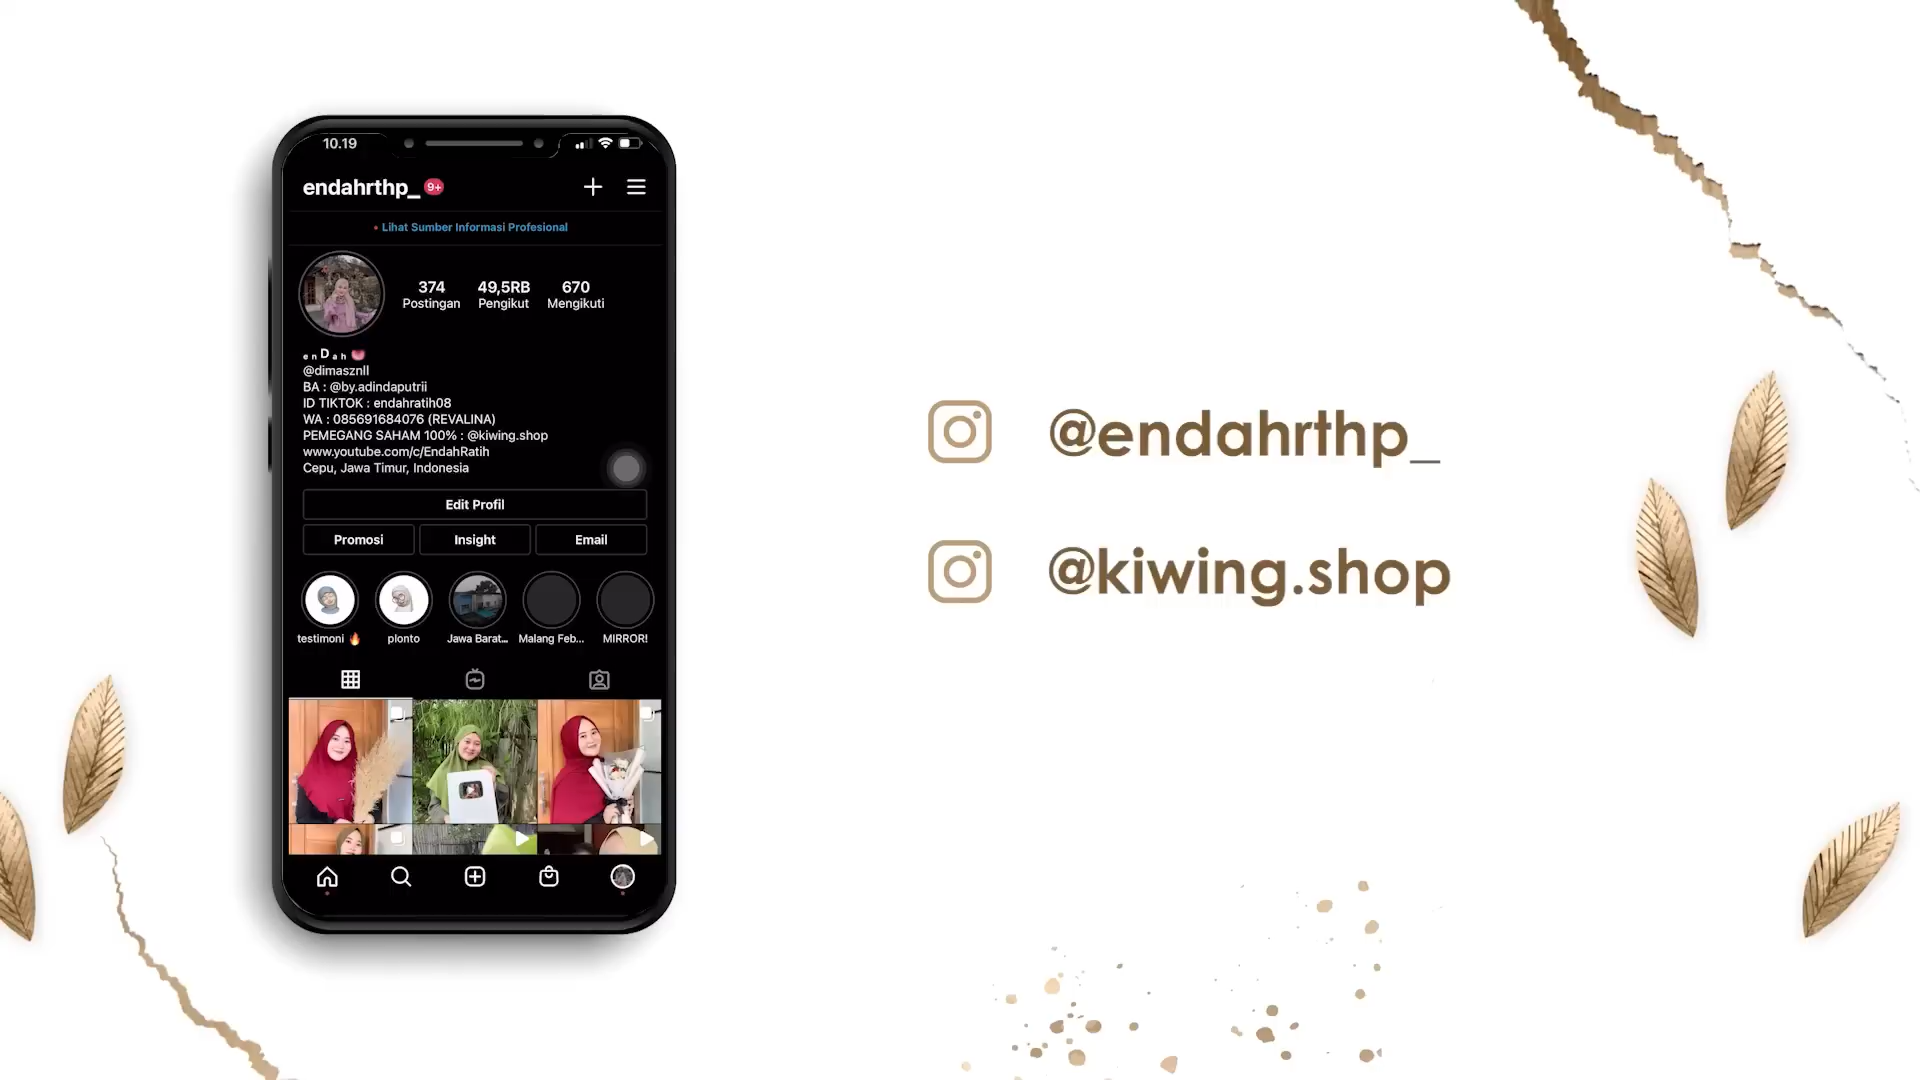 10.19
endahrthp_ 9+
• Lihat Sumber Informasi Profesional
374 49,5RB 670
Postingan Pengikut Mengikuti
ₑₙDₐₕ 👅
@dimasznll
BA : @by.adindaputrii
ID TIKTOK : endahratih08
WA : 085691684076 (REVALINA)
PEMEGANG SAHAM 100% : @kiwing.shop
www.youtube.com/c/EndahRatih
Cepu, Jawa Timur, Indonesia
Edit Profil
Promosi Insight Email
testimoni 🔥 plonto Jawa Barat... Malang Feb... MIRROR!
@endahrthp_
@kiwing.shop